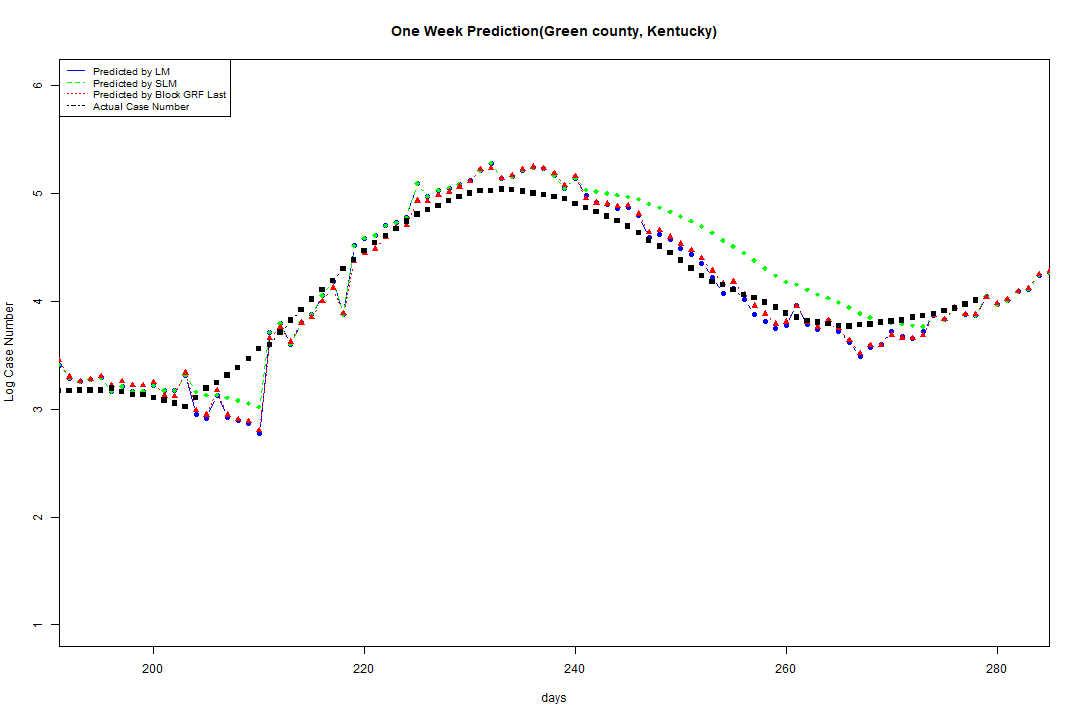 One Week Prediction(Green county, Kentucky)
Predicted by LM
Predicted by SLM
Predicted by Block GRF Last
Actual Case Number
6
5
4
3
2
1
Log Case Number
200
220
240
260
280
days